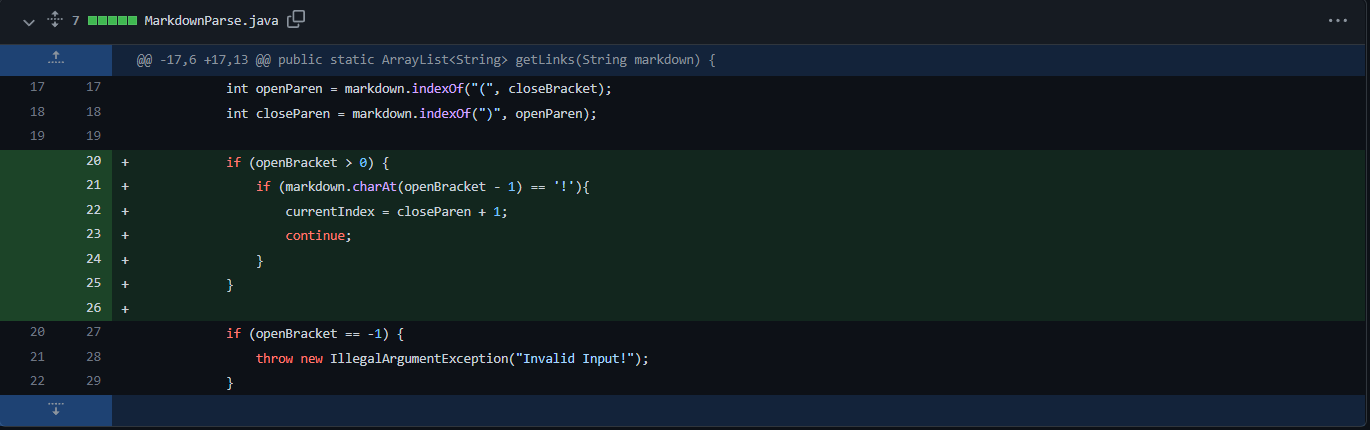 7 MarkdownParse.java
@@ -17,6 +17,13 @@ public static ArrayList<String> getLinks(String markdown) {
17 17 int openParen = markdown.indexOf("(", closeBracket);
18 18 int closeParen = markdown.indexOf(")", openParen);
19 19
20 + if (openBracket > 0) {
21 + if (markdown.charAt(openBracket - 1) == '!'){
22 + currentIndex = closeParen + 1;
23 + continue;
24 + }
25 + }
26 +
20 27 if (openBracket == -1) {
21 28 throw new IllegalArgumentException("Invalid Input!");
22 29 }